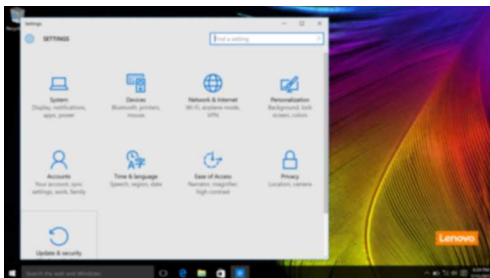 Settings
SETTINGS
Find a setting
System
Display, notifications,
apps, power
Devices
Bluetooth, printers,
mouse
Network & Internet
Wi-Fi, airplane mode,
VPN
Personalization
Background, lock
screen, colors
Accounts
Your account, sync
settings, work, family
Time & language
Speech, region, date
Ease of Access
Narrator, magnifier,
high contrast
Privacy
Location, camera
Update & security
Lenovo
Search the web and Windows